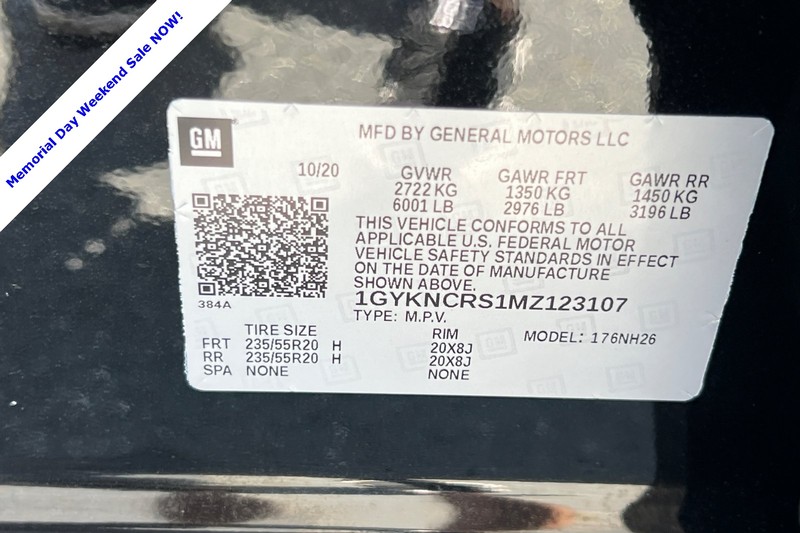 Memorial Day Weekend Sale NOW!
GM
MFD BY GENERAL MOTORS LLC
10/20 GVWR GAWR FRT GAWR RR
2722 KG 1350 KG 1450 KG
6001 LB 2976 LB 3196 LB
THIS VEHICLE CONFORMS TO ALL
APPLICABLE U.S. FEDERAL MOTOR
VEHICLE SAFETY STANDARDS IN EFFECT
ON THE DATE OF MANUFACTURE
SHOWN ABOVE.
384A
1GYKNCRS1MZ123107
TYPE: M.P.V.
TIRE SIZE RIM MODEL: 176NH26
FRT 235/55R20 H 20X8J
RR 235/55R20 H 20X8J
SPA NONE NONE